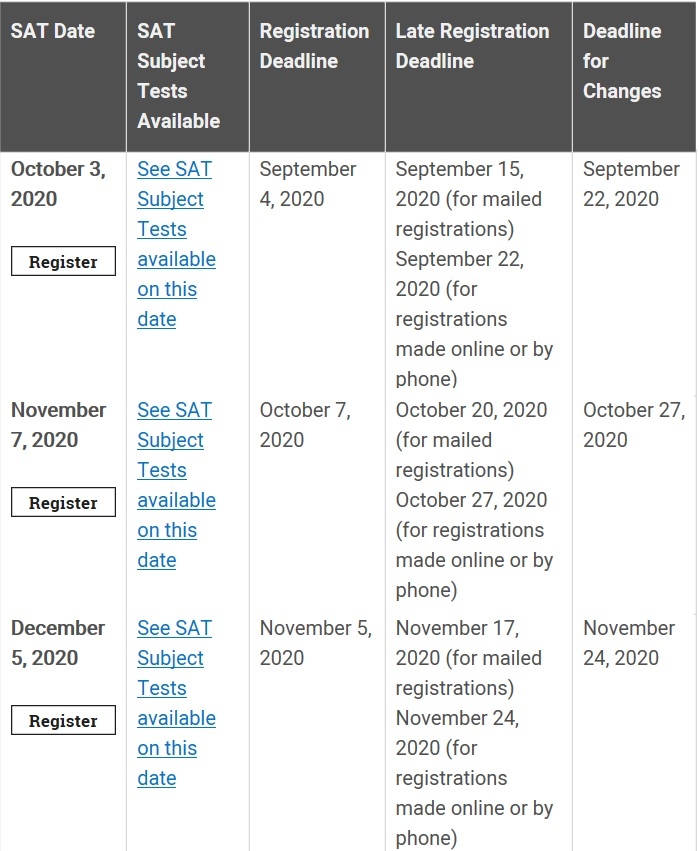 SAT Date
SAT
Subject
Tests
Available
Registration
Deadline
Late Registration
Deadline
Deadline
for
Changes
October 3,
2020
Register
See SAT
Subject
Tests
available
on this
date
September
4, 2020
September 15,
2020 (for mailed
registrations)
September 22,
2020 (for
registrations
made online or by
phone)
September
22, 2020
November
7, 2020
Register
See SAT
Subject
Tests
available
on this
date
October 7,
2020
October 20, 2020
(for mailed
registrations)
October 27, 2020
(for registrations
made online or by
phone)
October 27,
2020
December
5, 2020
Register
See SAT
Subject
Tests
available
on this
date
November 5,
2020
November 17,
2020 (for mailed
registrations)
November 24,
2020 (for
registrations
made online or by
phone)
November
24, 2020